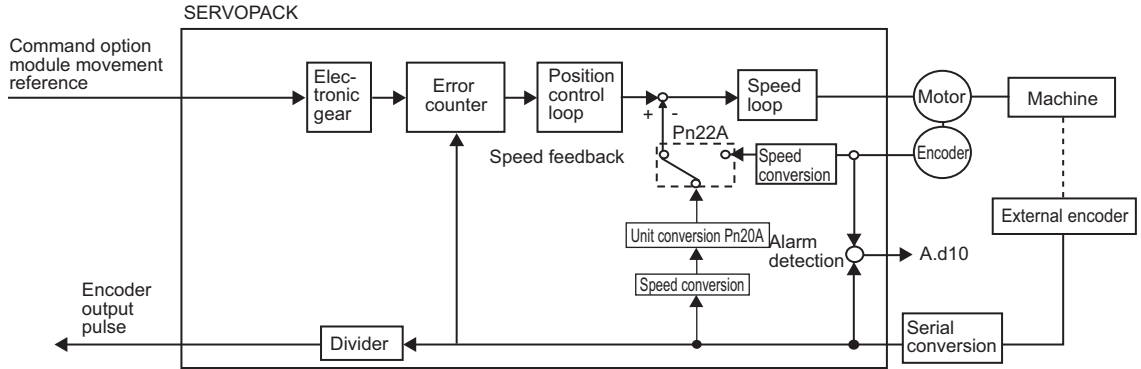 SERVOPACK
Command option
module movement
reference
Elec-
tronic
gear
Error
counter
Position
control
loop
+
-
Speed
loop
Motor
Machine
Pn22A
Speed feedback
Speed
conversion
Encoder
External encoder
Unit conversion Pn20A
Alarm
detection
A.d10
Speed conversion
Encoder
output
pulse
Divider
Serial
conversion